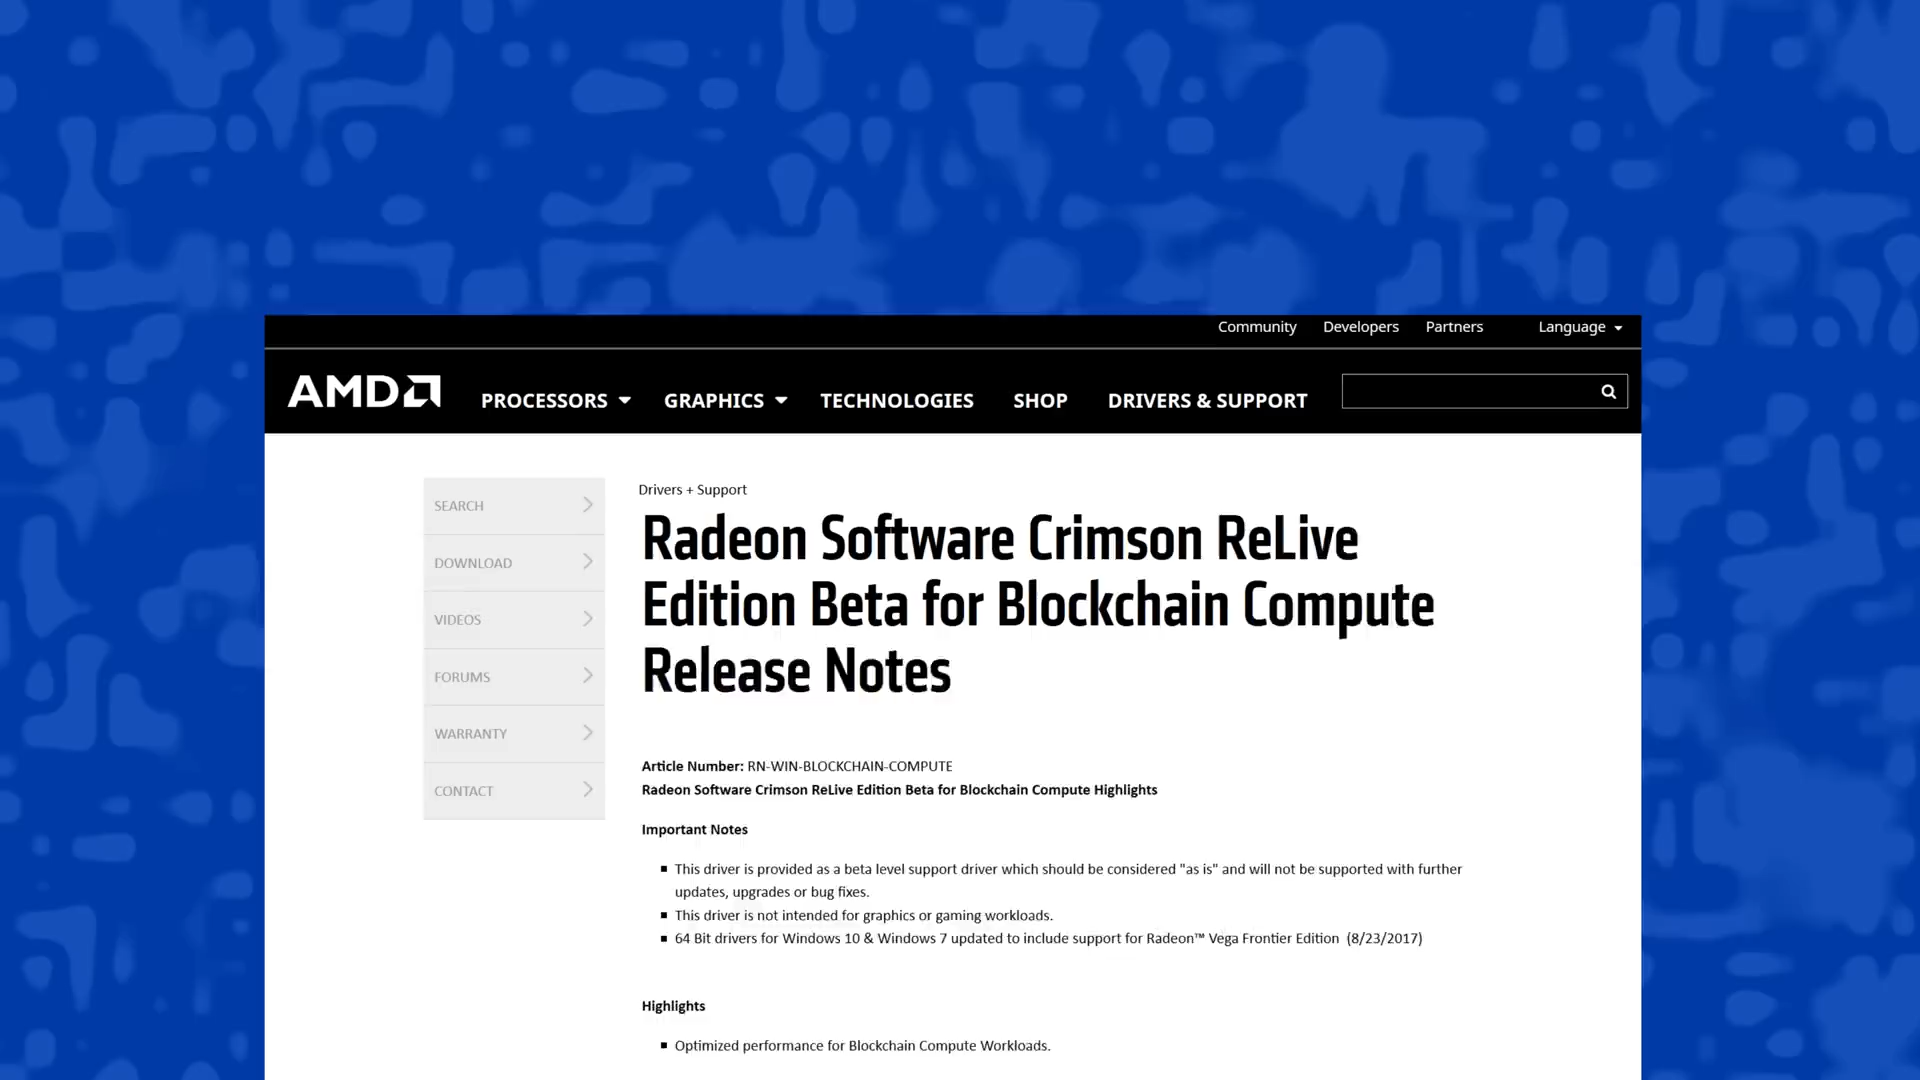 Community Developers Partners Language
AMD PROCESSORS GRAPHICS TECHNOLOGIES SHOP DRIVERS & SUPPORT
SEARCH
DOWNLOAD
VIDEOS
FORUMS
WARRANTY
CONTACT
Drivers + Support
Radeon Software Crimson ReLive
Edition Beta for Blockchain Compute
Release Notes
Article Number: RN-WIN-BLOCKCHAIN-COMPUTE
Radeon Software Crimson ReLive Edition Beta for Blockchain Compute Highlights
Important Notes
This driver is provided as a beta level support driver which should be considered "as is" and will not be supported with further
updates, upgrades or bug fixes.
This driver is not intended for graphics or gaming workloads.
64 Bit drivers for Windows 10 & Windows 7 updated to include support for Radeon™ Vega Frontier Edition (8/23/2017)
Highlights
Optimized performance for Blockchain Compute Workloads.